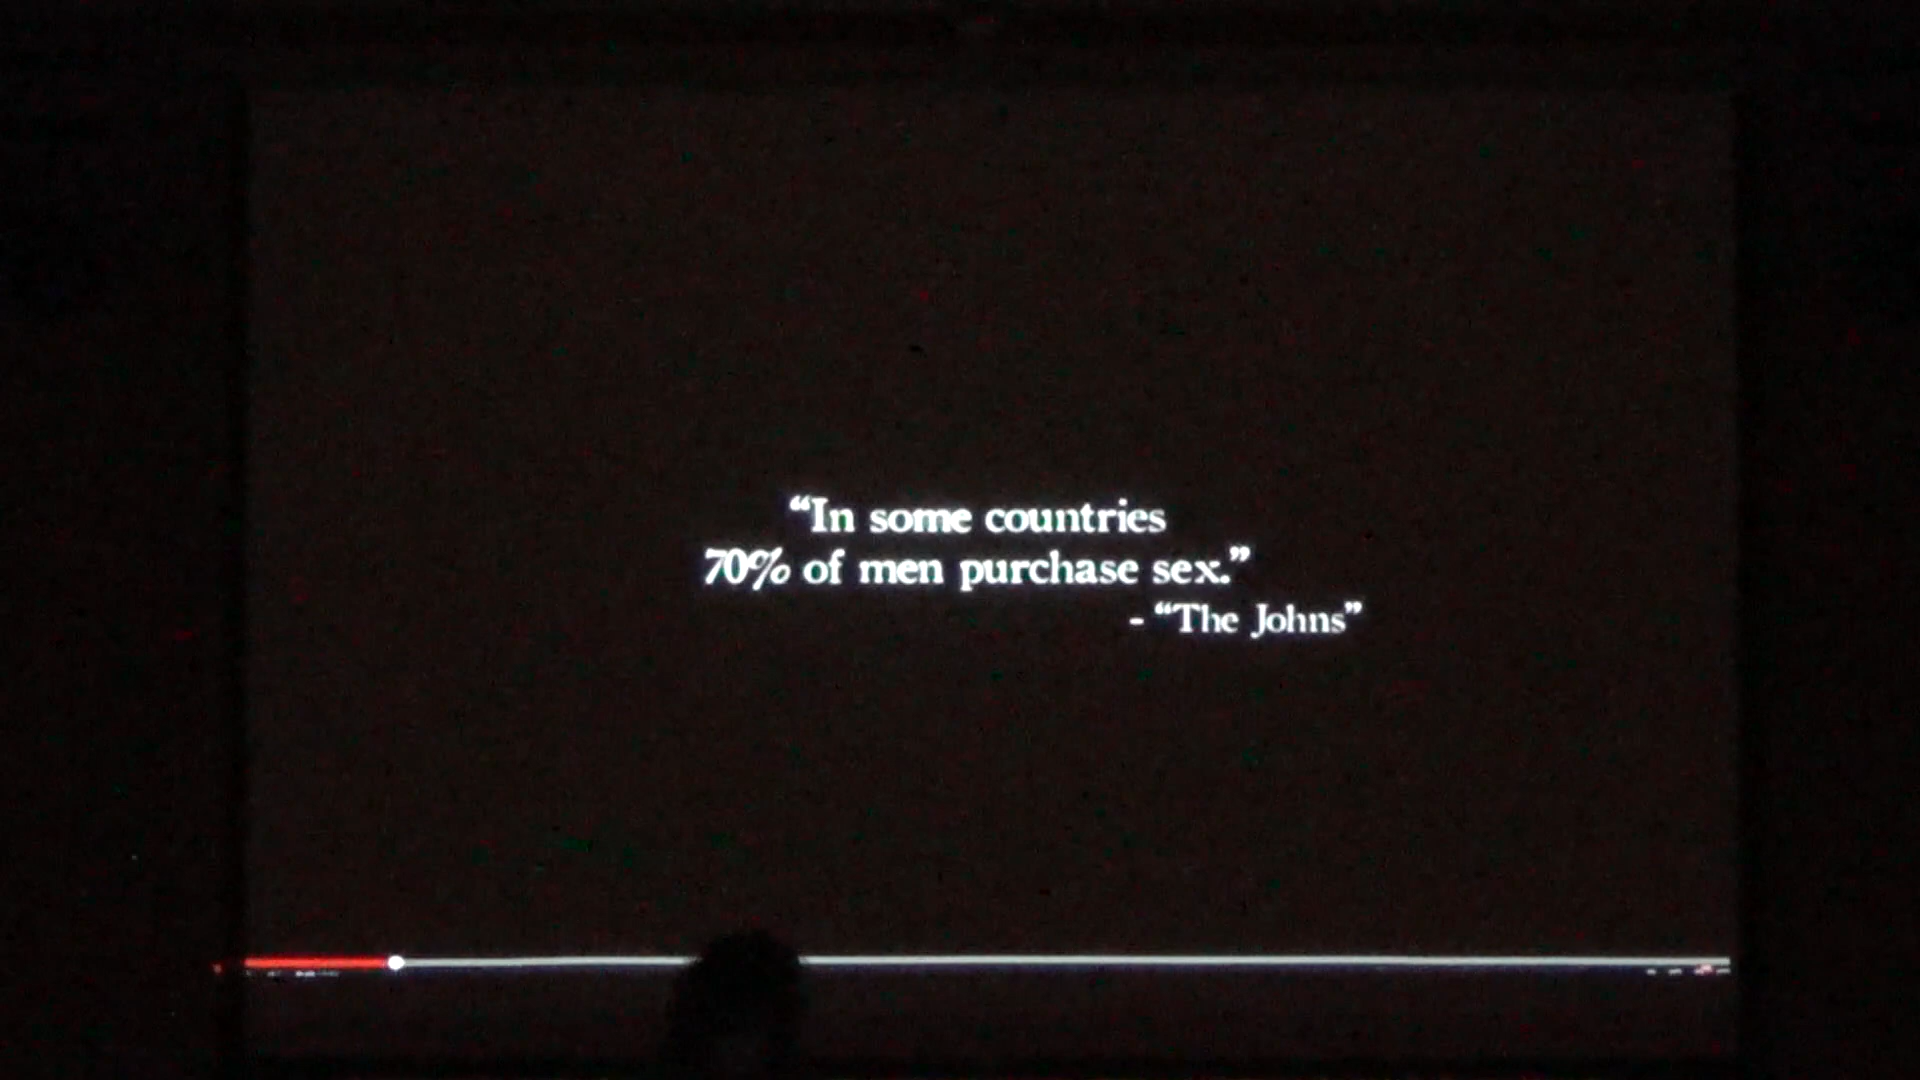 “In some countries
70% of men purchase sex.”
- “The Johns”